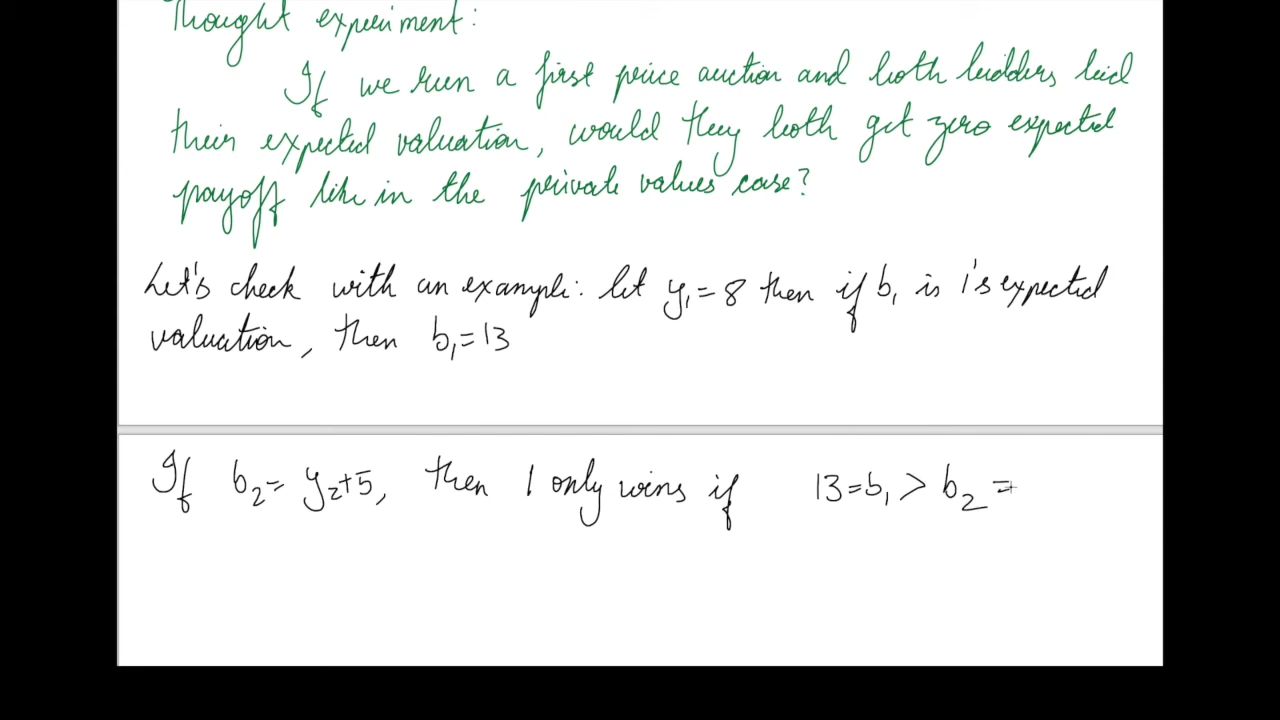 Thought experiment:
If we run a first price auction and both bidders bid
their expected valuation, would they both get zero expected
payoff like in the private values case?
Let's check with an example: let y₁ = 8 then if b₁ is 1's expected
valuation, then b₁ = 13
If b₂ = y₂+5, then 1 only wins if 13 = b₁ > b₂ =